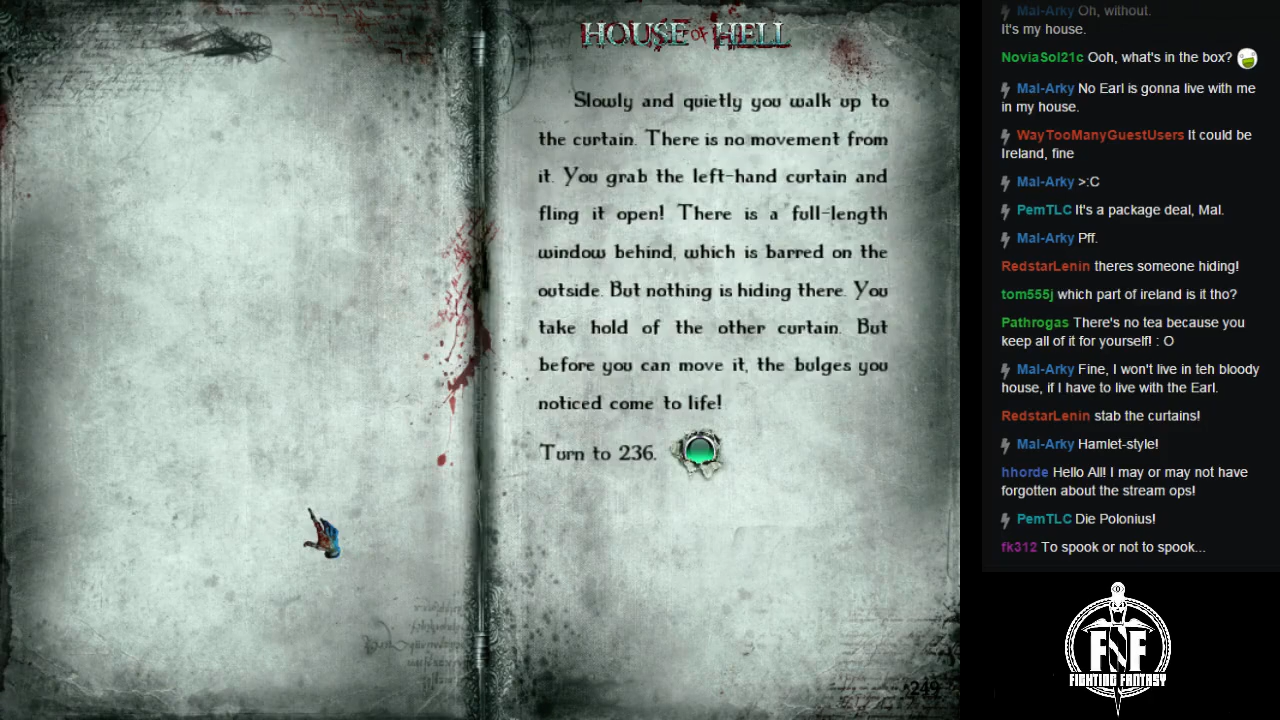 HOUSE OF HELL
Slowly and quietly you walk up to
the curtain. There is no movement from
it. You grab the left-hand curtain and
fling it open! There is a full-length
window behind, which is barred on the
outside. But nothing is hiding there. You
take hold of the other curtain. But
before you can move it, the bulges you
noticed come to life!
Turn to 236.
249
Mal-Arky Oh, without.
It's my house.
NoviaSol21c Ooh, what's in the box?
Mal-Arky No Earl is gonna live with me
in my house.
WayTooManyGuestUsers It could be
Ireland, fine
Mal-Arky >:C
PemTLC It's a package deal, Mal.
Mal-Arky Pff.
RedstarLenin theres someone hiding!
tom555j which part of ireland is it tho?
Pathrogas There's no tea because you
keep all of it for yourself! : O
Mal-Arky Fine, I won't live in teh bloody
house, if I have to live with the Earl.
RedstarLenin stab the curtains!
Mal-Arky Hamlet-style!
hhorde Hello All! I may or may not have
forgotten about the stream ops!
PemTLC Die Polonius!
fk312 To spook or not to spook...
FF
FIGHTING FANTASY